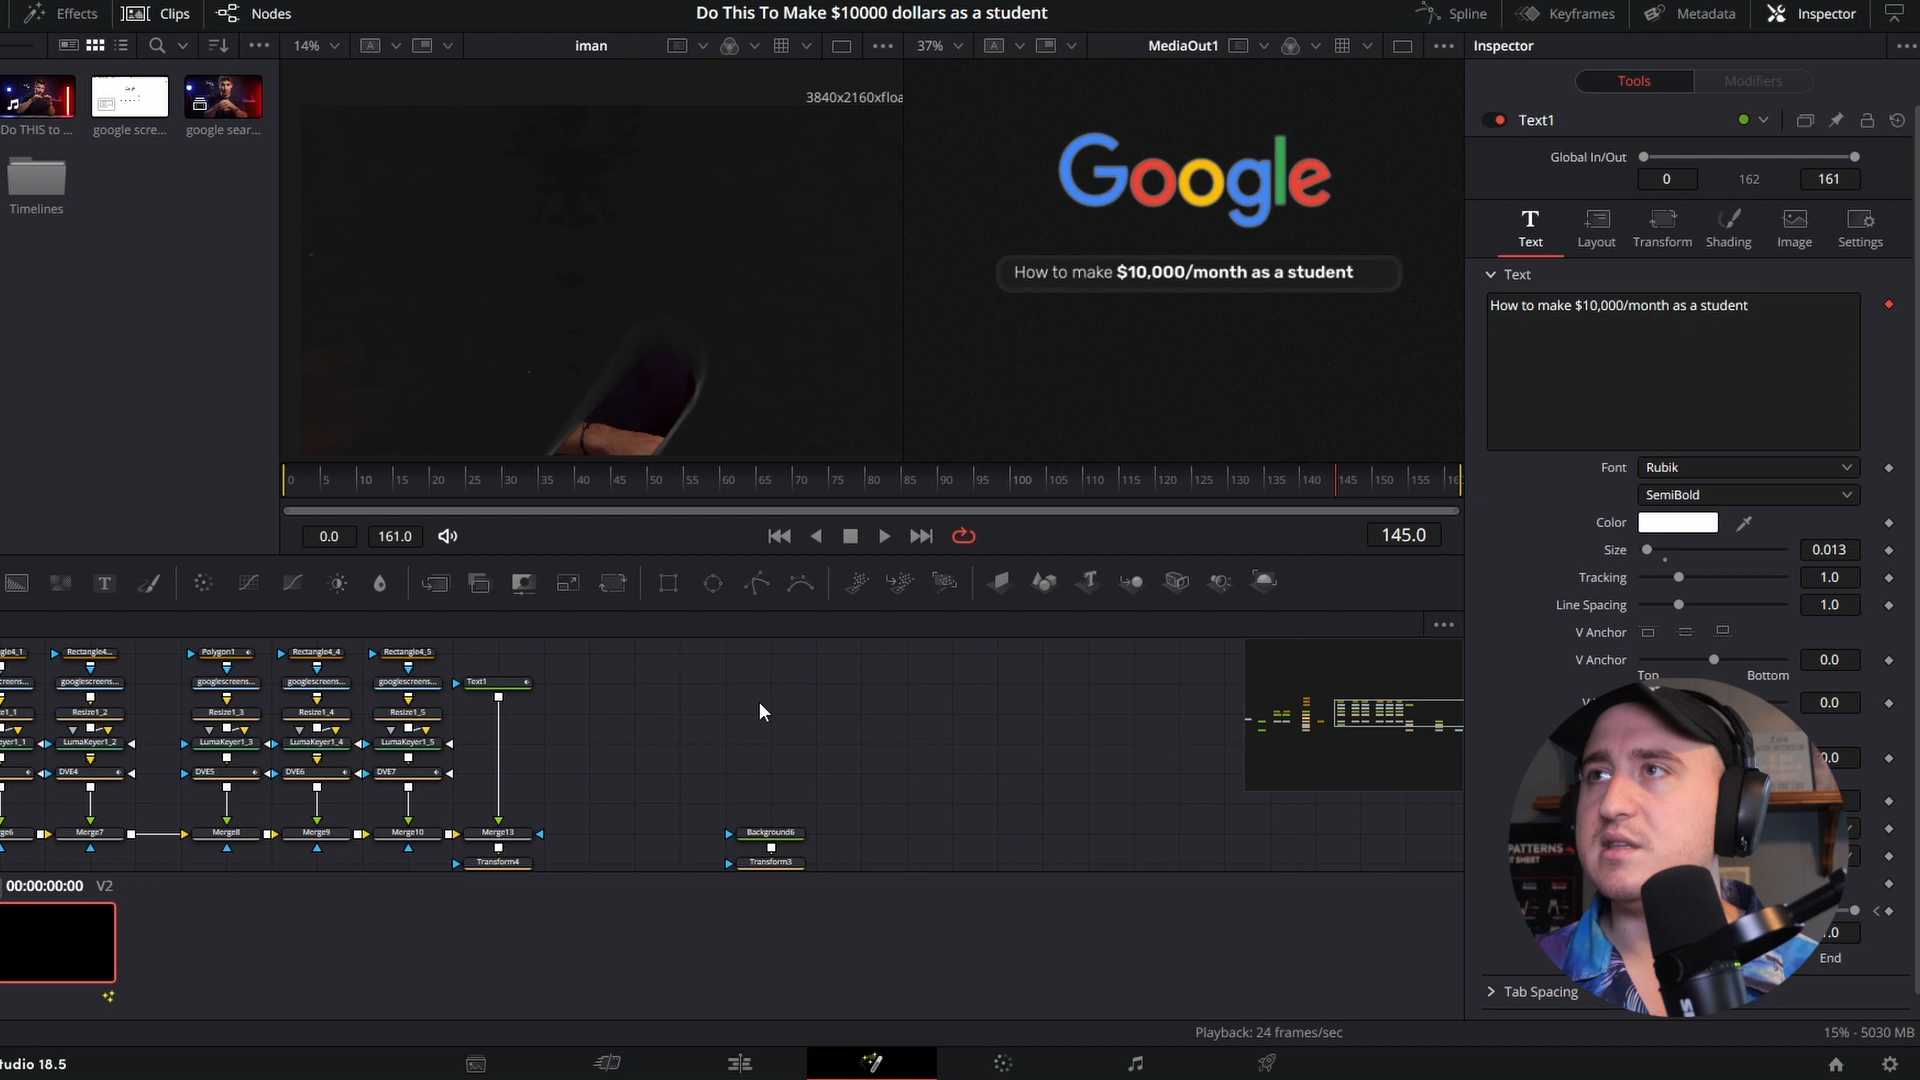 Effects
Clips
Nodes
Do This To Make $10000 dollars as a student
Spline
Keyframes
Metadata
Inspector
14%
iman
37%
MediaOut1
Inspector
Do THIS to ...
google scre...
google sear...
Timelines
3840x2160xfloa
Google
How to make $10,000/month as a student
Tools
Modifiers
Text1
Global In/Out
0
162
161
Text
Layout
Transform
Shading
Image
Settings
Text
How to make $10,000/month as a student
Font
Rubik
SemiBold
Color
Size
0.013
Tracking
1.0
Line Spacing
1.0
V Anchor
V Anchor
0.0
Top
Bottom
0.0
0.0
.0
End
Tab Spacing
0 5 10 15 20 25 30 35 40 45 50 55 60 65 70 75 80 85 90 95 100 105 110 115 120 125 130 135 140 145 150 155 16
0.0
161.0
145.0
gle4_1
Rectangle4...
Polygon1
Rectangle4_4
Rectangle4_5
screens...
googlescreens...
googlescreens...
googlescreens...
googlescreens...
Text1
e1_1
Resize1_2
Resize1_3
Resize1_4
Resize1_5
eyer1_1
LumaKeyer1_2
LumaKeyer1_3
LumaKeyer1_4
LumaKeyer1_5
DVE4
DVE5
DVE6
DVE7
ge6
Merge7
Merge8
Merge9
Merge10
Merge13
Background6
Transform4
Transform3
00:00:00:00
V2
PATTERNS
T SHEET
Playback: 24 frames/sec
15% - 5030 MB
tudio 18.5